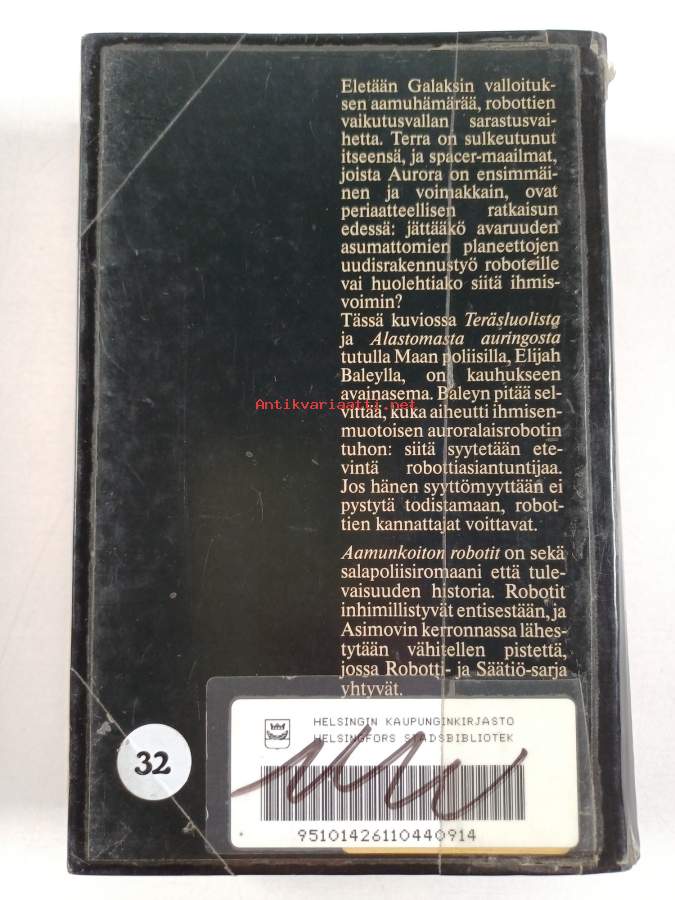 Eletään Galaksin valloituk-
sen aamuhämärää, robottien
vaikutusvallan sarastusvai-
hetta. Terra on sulkeutunut
itseensä, ja spacer-maailmat,
joista Aurora on ensimmäi-
nen ja voimakkain, ovat
periaatteellisen ratkaisun
edessä: jättääkö avaruuden
asumattomien planeettojen
uudisrakennustyö roboteille
vai huolehtiako siitä ihmis-
voimin?
Tässä kuviossa Teräsluolista
ja Alastomasta auringosta
tutulla Maan poliisilla, Elijah
Baleylla, on kauhukseen
avainasema. Baleyn pitää sel-
vittää, kuka aiheutti ihmisen-
muotoisen auroralaisrobotin
tuhon: siitä syytetään ete-
vintä robottiasiantuntijaa.
Jos hänen syyttömyyttään ei
pystytä todistamaan, robot-
tien kannattajat voittavat.
Aamunkoiton robotit on sekä
salapoliisiromaani että tule-
vaisuuden historia. Robotit
inhimillistyvät entisestään, ja
Asimovin kerronnassa lähes-
tytään vähitellen pistettä,
jossa Robotti- ja Säätiö-sarja
yhtyvät.
Antikvariaatti.net
HELSINGIN KAUPUNGINKIRJASTO
HELSINGFORS STADSBIBLIOTEK
95101426110440914
32